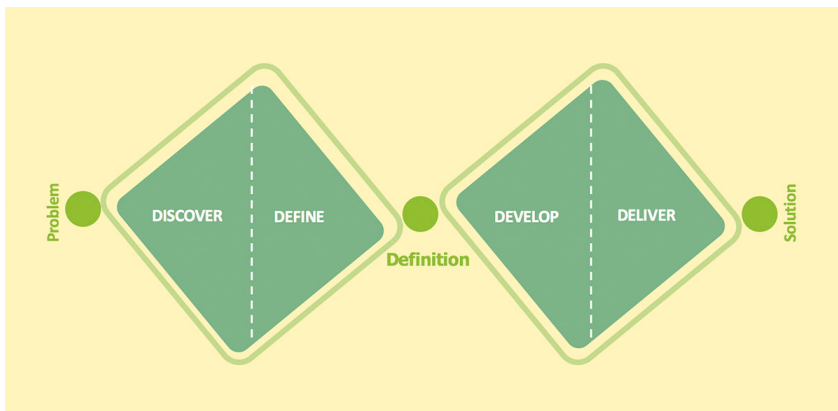 Problem
DISCOVER
DEFINE
Definition
DEVELOP
DELIVER
Solution